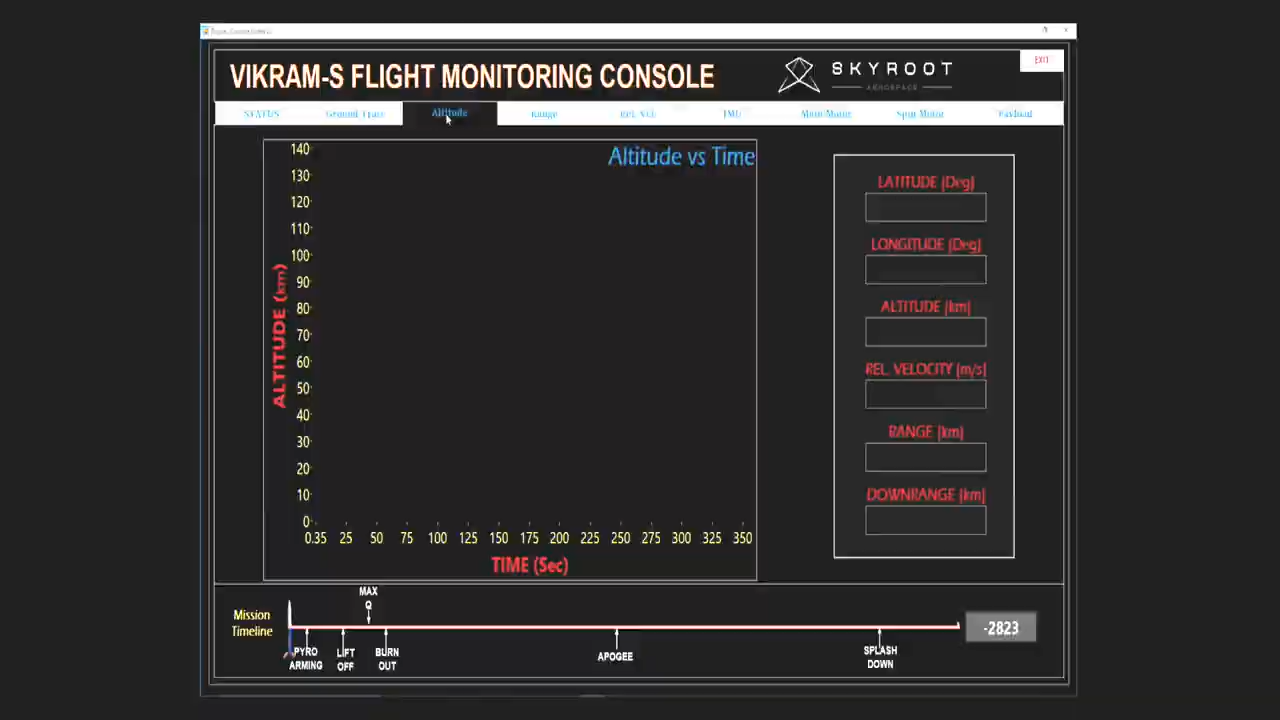 VIKRAM-S FLIGHT MONITORING CONSOLE
SKYROOT
AEROSPACE
EXIT
STATUS
Ground Trace
Altitude
Range
REL. VEL
IMU
Main Motor
Spin Motor
Payload
Altitude vs Time
140
130
120
110
100
90
80
70
60
50
40
30
20
10
0
ALTITUDE (km)
0.35 25 50 75 100 125 150 175 200 225 250 275 300 325 350
TIME (Sec)
LATITUDE (Deg)
LONGITUDE (Deg)
ALTITUDE (km)
REL. VELOCITY (m/s)
RANGE (km)
DOWNRANGE (km)
Mission
Timeline
MAX
Q
PYRO
ARMING
LIFT
OFF
BURN
OUT
APOGEE
SPLASH
DOWN
-2823